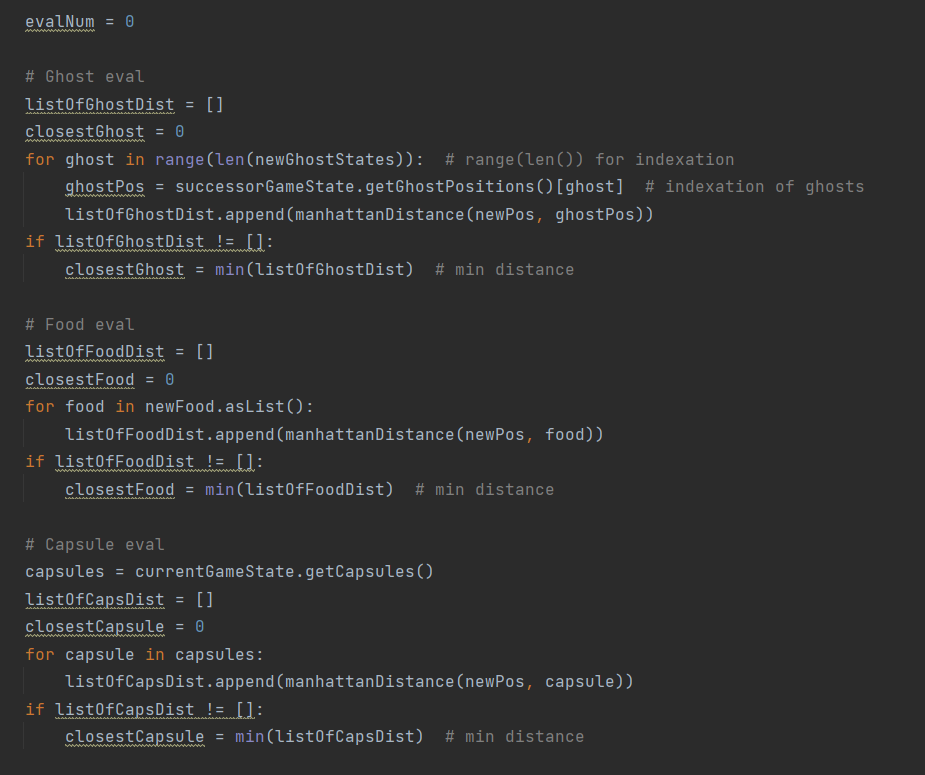 evalNum = 0
# Ghost eval
listOfGhostDist = []
closestGhost = 0
for ghost in range(len(newGhostStates)):  # range(len()) for indexation
    ghostPos = successorGameState.getGhostPositions()[ghost]  # indexation of ghosts
    listOfGhostDist.append(manhattanDistance(newPos, ghostPos))
if listOfGhostDist != []:
    closestGhost = min(listOfGhostDist)  # min distance
# Food eval
listOfFoodDist = []
closestFood = 0
for food in newFood.asList():
    listOfFoodDist.append(manhattanDistance(newPos, food))
if listOfFoodDist != []:
    closestFood = min(listOfFoodDist)  # min distance
# Capsule eval
capsules = currentGameState.getCapsules()
listOfCapsDist = []
closestCapsule = 0
for capsule in capsules:
    listOfCapsDist.append(manhattanDistance(newPos, capsule))
if listOfCapsDist != []:
    closestCapsule = min(listOfCapsDist)  # min distance